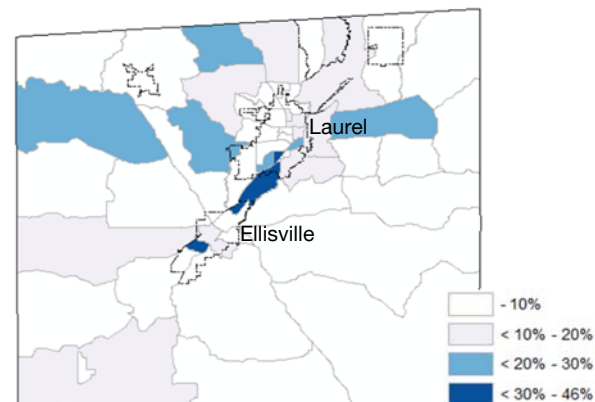 Laurel
Ellisville
- 10%
< 10% - 20%
< 20% - 30%
< 30% - 46%